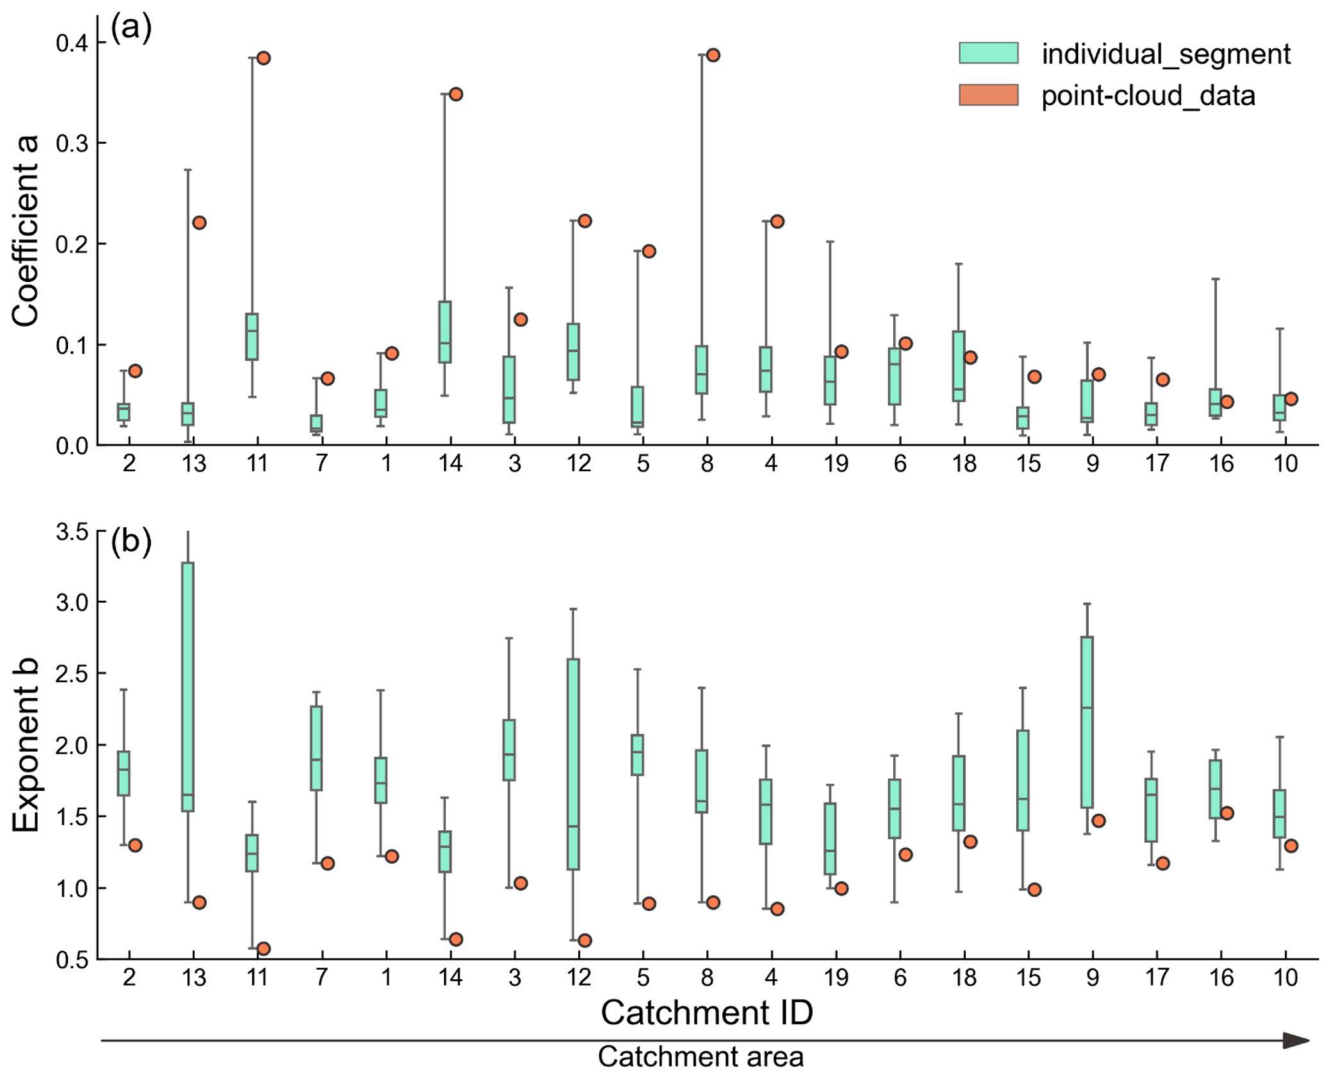 (a)
individual_segment
point-cloud_data
Coefficient a
0.4
0.3
0.2
0.1
0.0
2 13 11 7 1 14 3 12 5 8 4 19 6 18 15 9 17 16 10
(b)
Exponent b
3.5
3.0
2.5
2.0
1.5
1.0
0.5
2 13 11 7 1 14 3 12 5 8 4 19 6 18 15 9 17 16 10
Catchment ID
Catchment area